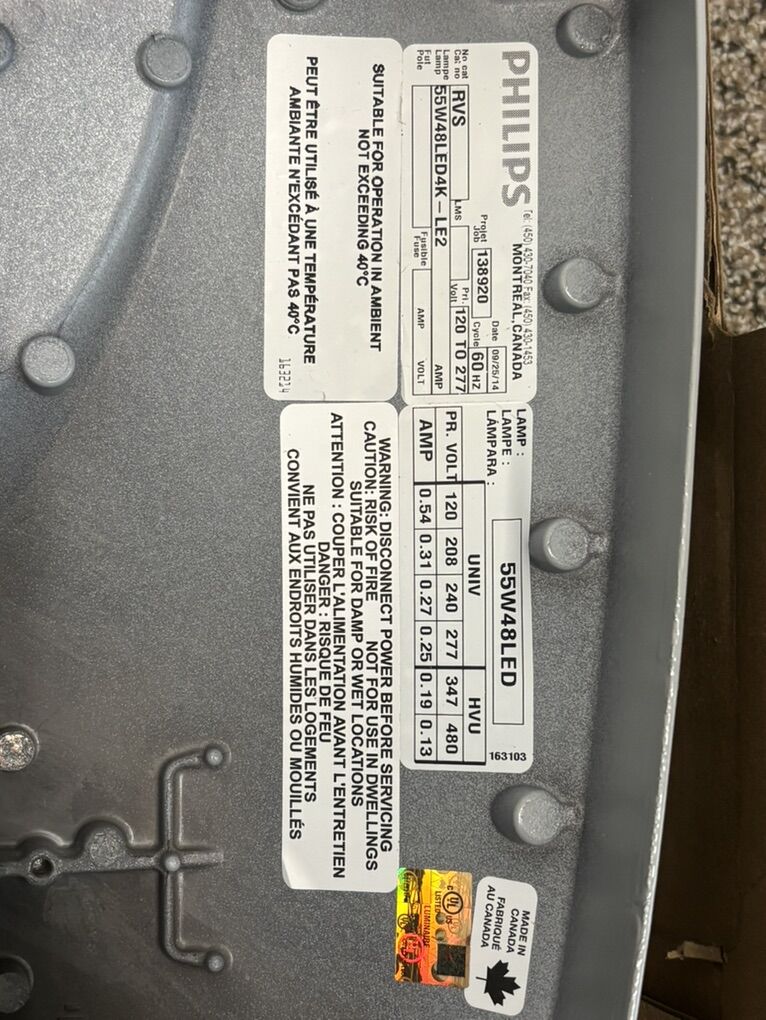 PHILIPS
Tel: (450) 430-7040 Fax: (450) 430-1453
MONTREAL, CANADA
Projet
Job
138920
Date
09/25/14
No cat
Cat. no
RVS
LMS
Cycle
60 HZ
Pri.
Volt
120 TO 277
Lampe
Lamp
55W48LED4K - LE2
AMP
Fut
Pole
Fusible
Fuse
AMP
VOLT
SUITABLE FOR OPERATION IN AMBIENT
NOT EXCEEDING 40°C
PEUT ÊTRE UTILISÉ À UNE TEMPÉRATURE
AMBIANTE N'EXCÉDANT PAS 40°C
LAMP :
LAMPE :
LÁMPARA :
55W48LED
163103
UNIV HVU
PR. VOLT 120 208 240 277 347 480
AMP 0.54 0.31 0.27 0.25 0.19 0.13
WARNING: DISCONNECT POWER BEFORE SERVICING
CAUTION: RISK OF FIRE NOT FOR USE IN DWELLINGS
SUITABLE FOR DAMP OR WET LOCATIONS
ATTENTION : COUPER L'ALIMENTATION AVANT L'ENTRETIEN
DANGER : RISQUE DE FEU
NE PAS UTILISER DANS LES LOGEMENTS
CONVIENT AUX ENDROITS HUMIDES OU MOUILLÉS
MADE IN
CANADA
FABRIQUÉ
AU CANADA
C UL US
LISTED
LUMINAIRE